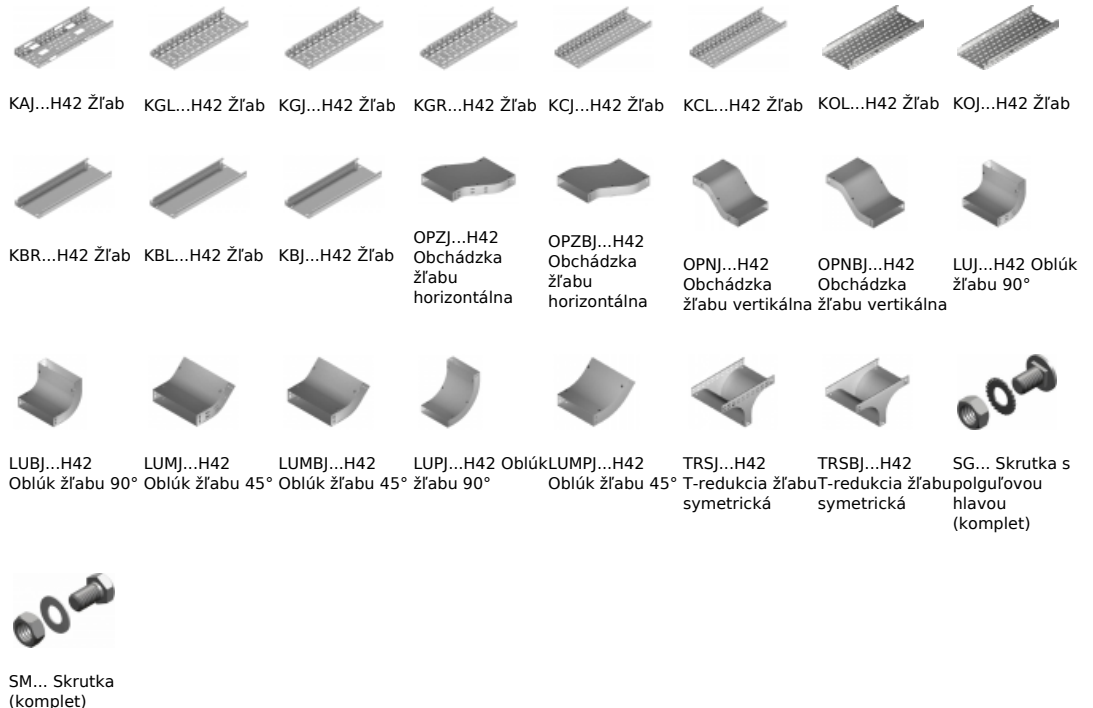 KAJ...H42 Žľab
KGL...H42 Žľab
KGJ...H42 Žľab
KGR...H42 Žľab
KCJ...H42 Žľab
KCL...H42 Žľab
KOL...H42 Žľab
KOJ...H42 Žľab
KBR...H42 Žľab
KBL...H42 Žľab
KBJ...H42 Žľab
OPZJ...H42
Obchádzka
žľabu
horizontálna
OPZBJ...H42
Obchádzka
žľabu
horizontálna
OPNJ...H42
Obchádzka
žľabu vertikálna
OPNBJ...H42
Obchádzka
žľabu vertikálna
LUJ...H42 Oblúk
žľabu 90°
LUBJ...H42
Oblúk žľabu 90°
LUMJ...H42
Oblúk žľabu 45°
LUMBJ...H42
Oblúk žľabu 45°
LUPJ...H42 Oblúk
žľabu 90°
LUMPJ...H42
Oblúk žľabu 45°
TRSJ...H42
T-redukcia žľabu
symetrická
TRSBJ...H42
T-redukcia žľabu
symetrická
SG... Skrutka s
polguľovou
hlavou
(komplet)
SM... Skrutka
(komplet)